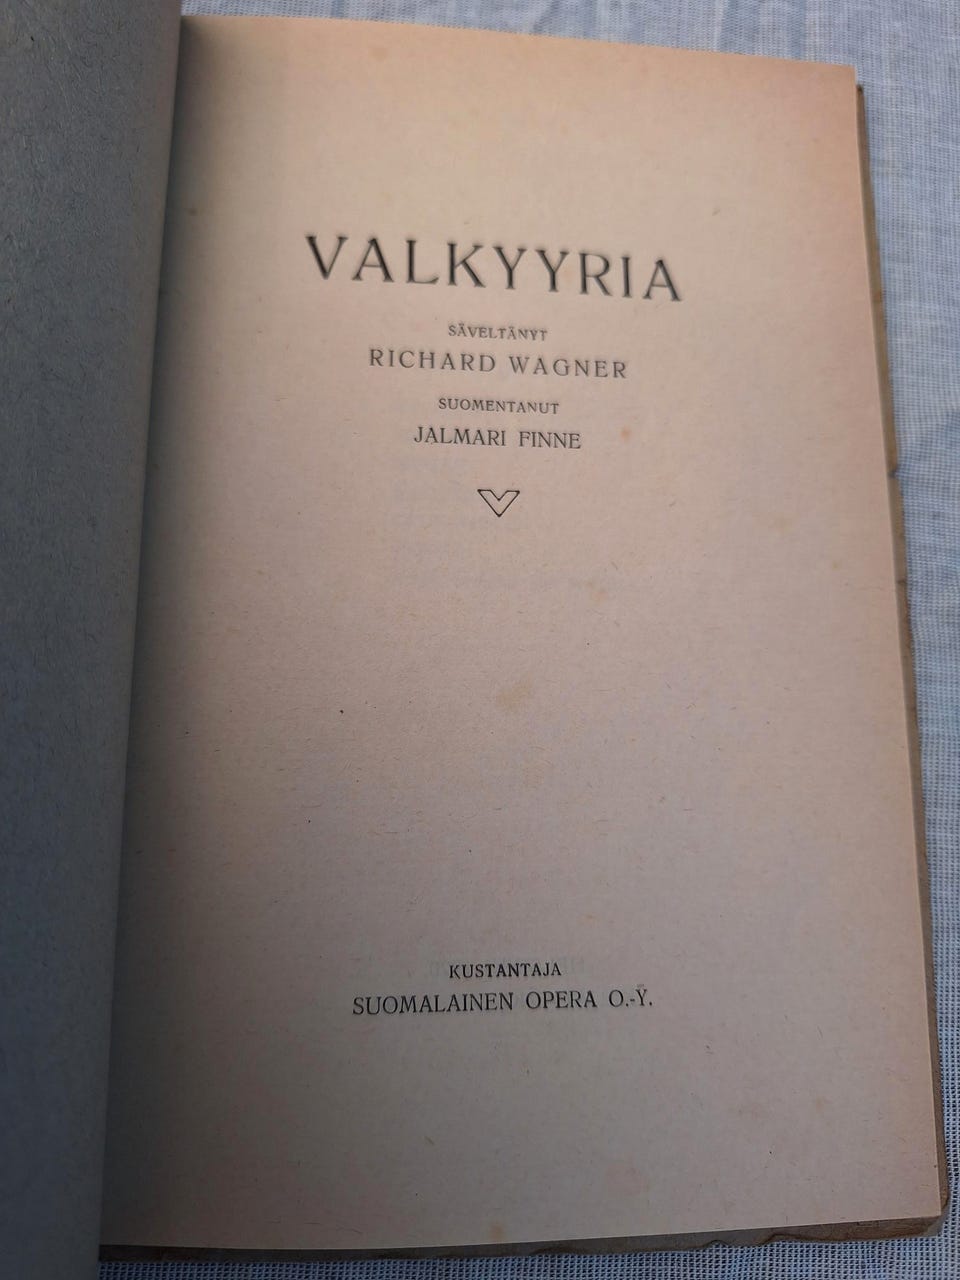 VALKYYRIA
SÄVELTÄNYT
RICHARD WAGNER
SUOMENTANUT
JALMARI FINNE
KUSTANTAJA
SUOMALAINEN OPERA O.-Y.